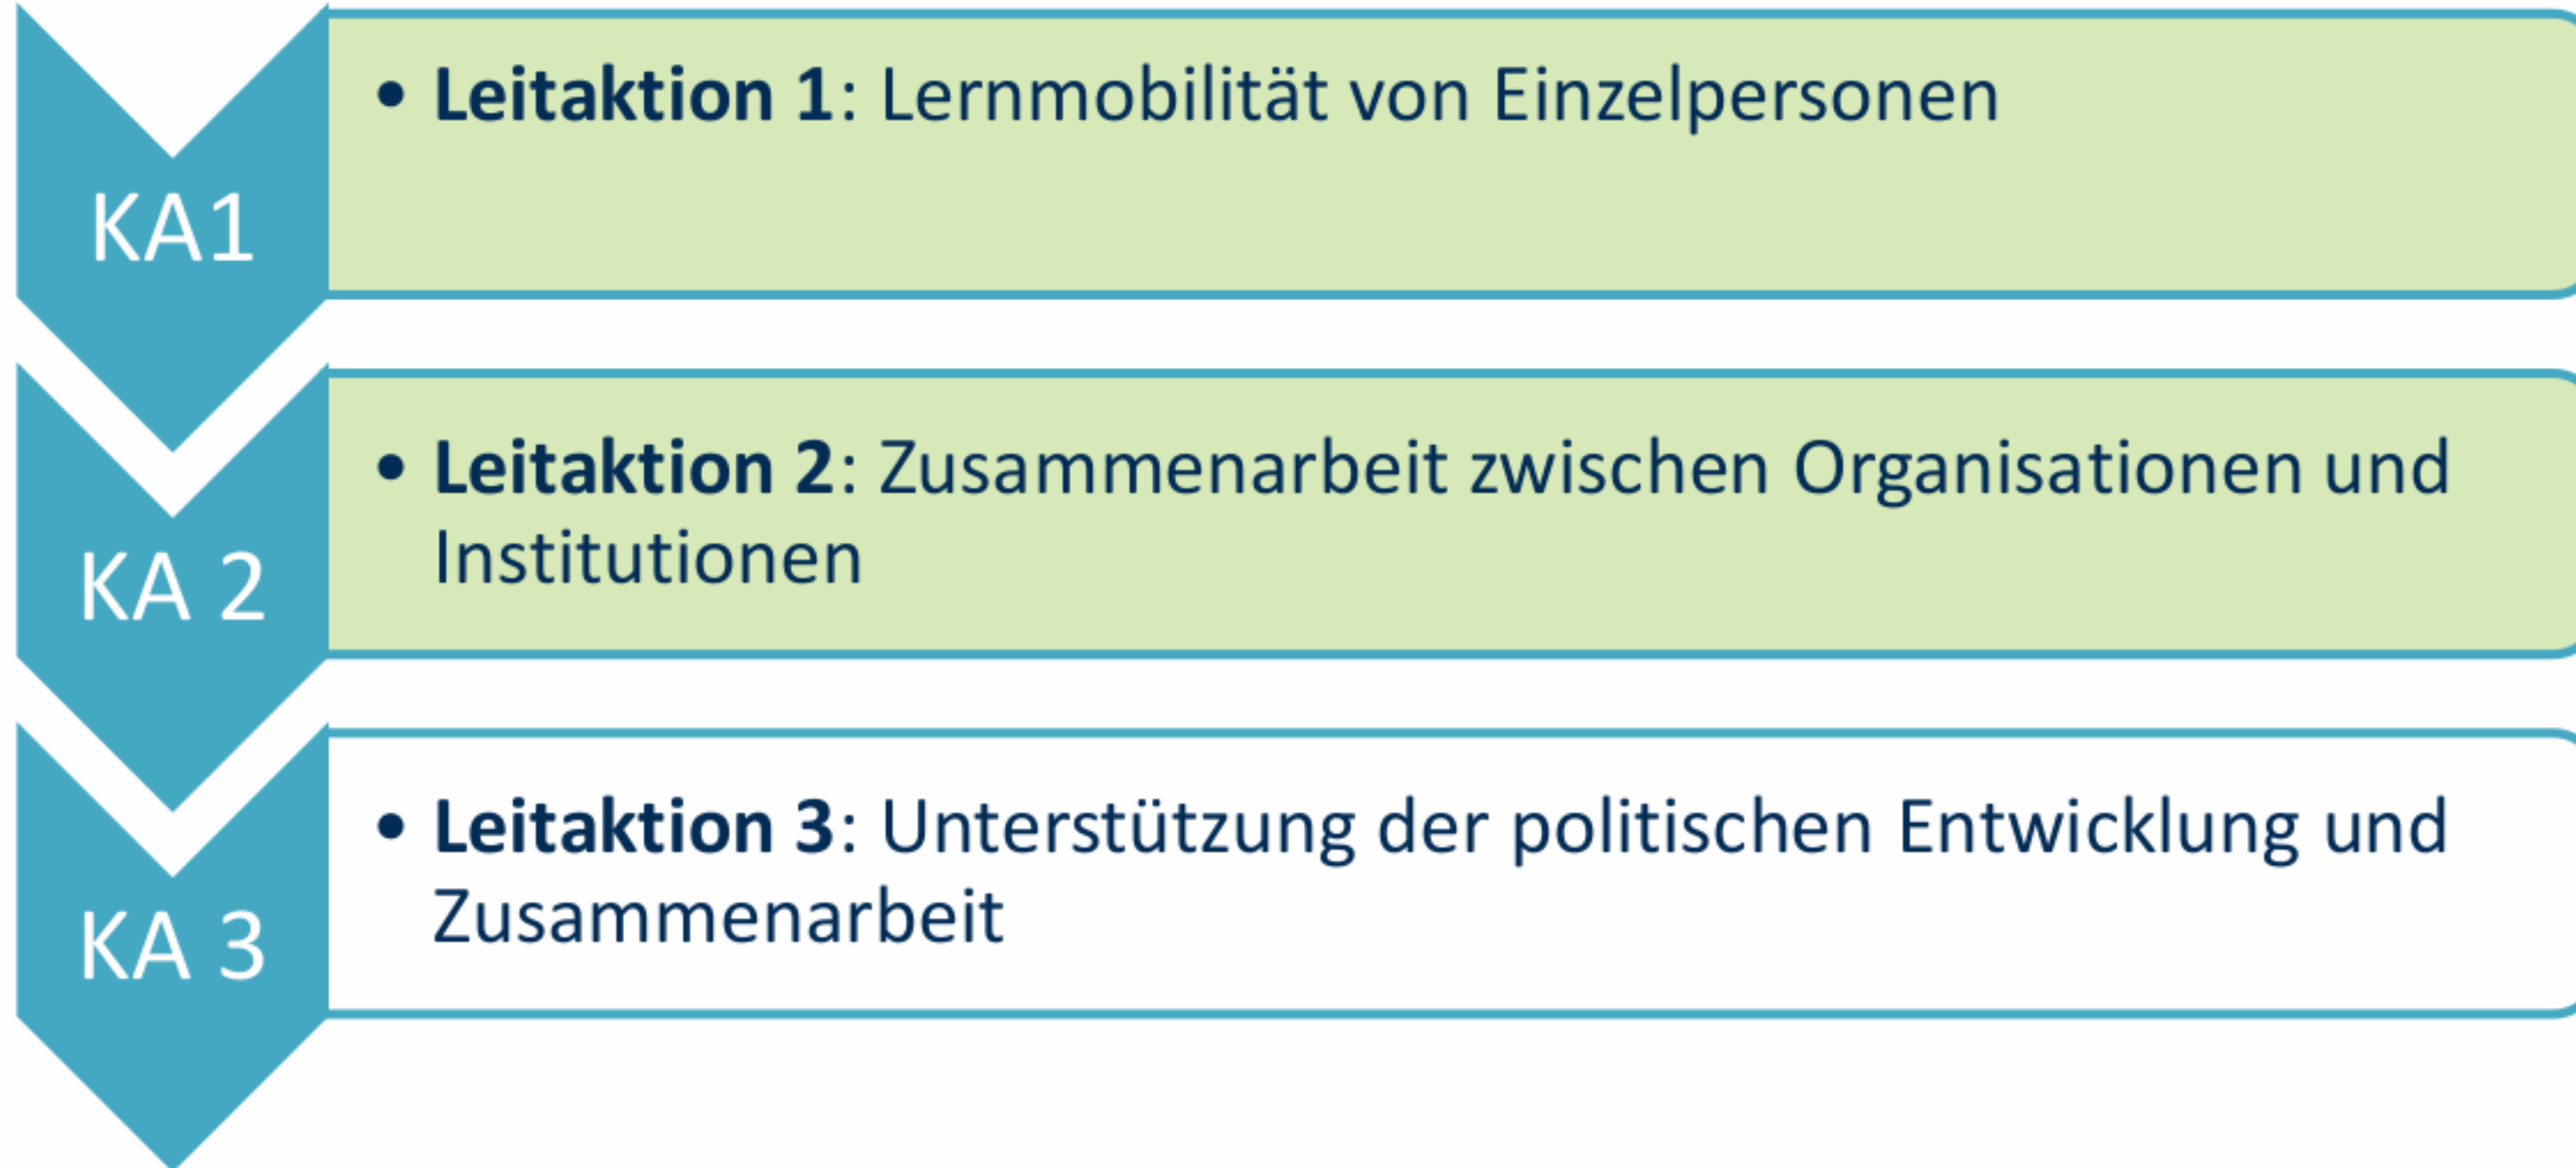 KA1
• Leitaktion 1: Lernmobilität von Einzelpersonen
KA 2
• Leitaktion 2: Zusammenarbeit zwischen Organisationen und
Institutionen
KA 3
• Leitaktion 3: Unterstützung der politischen Entwicklung und
Zusammenarbeit